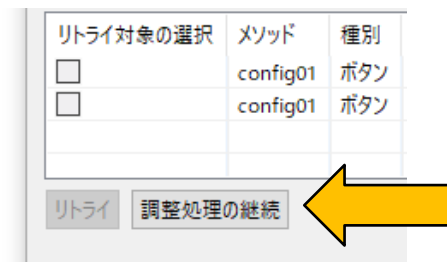 リトライ対象の選択 メソッド 種別
config01 ボタン
config01 ボタン
リトライ 調整処理の継続